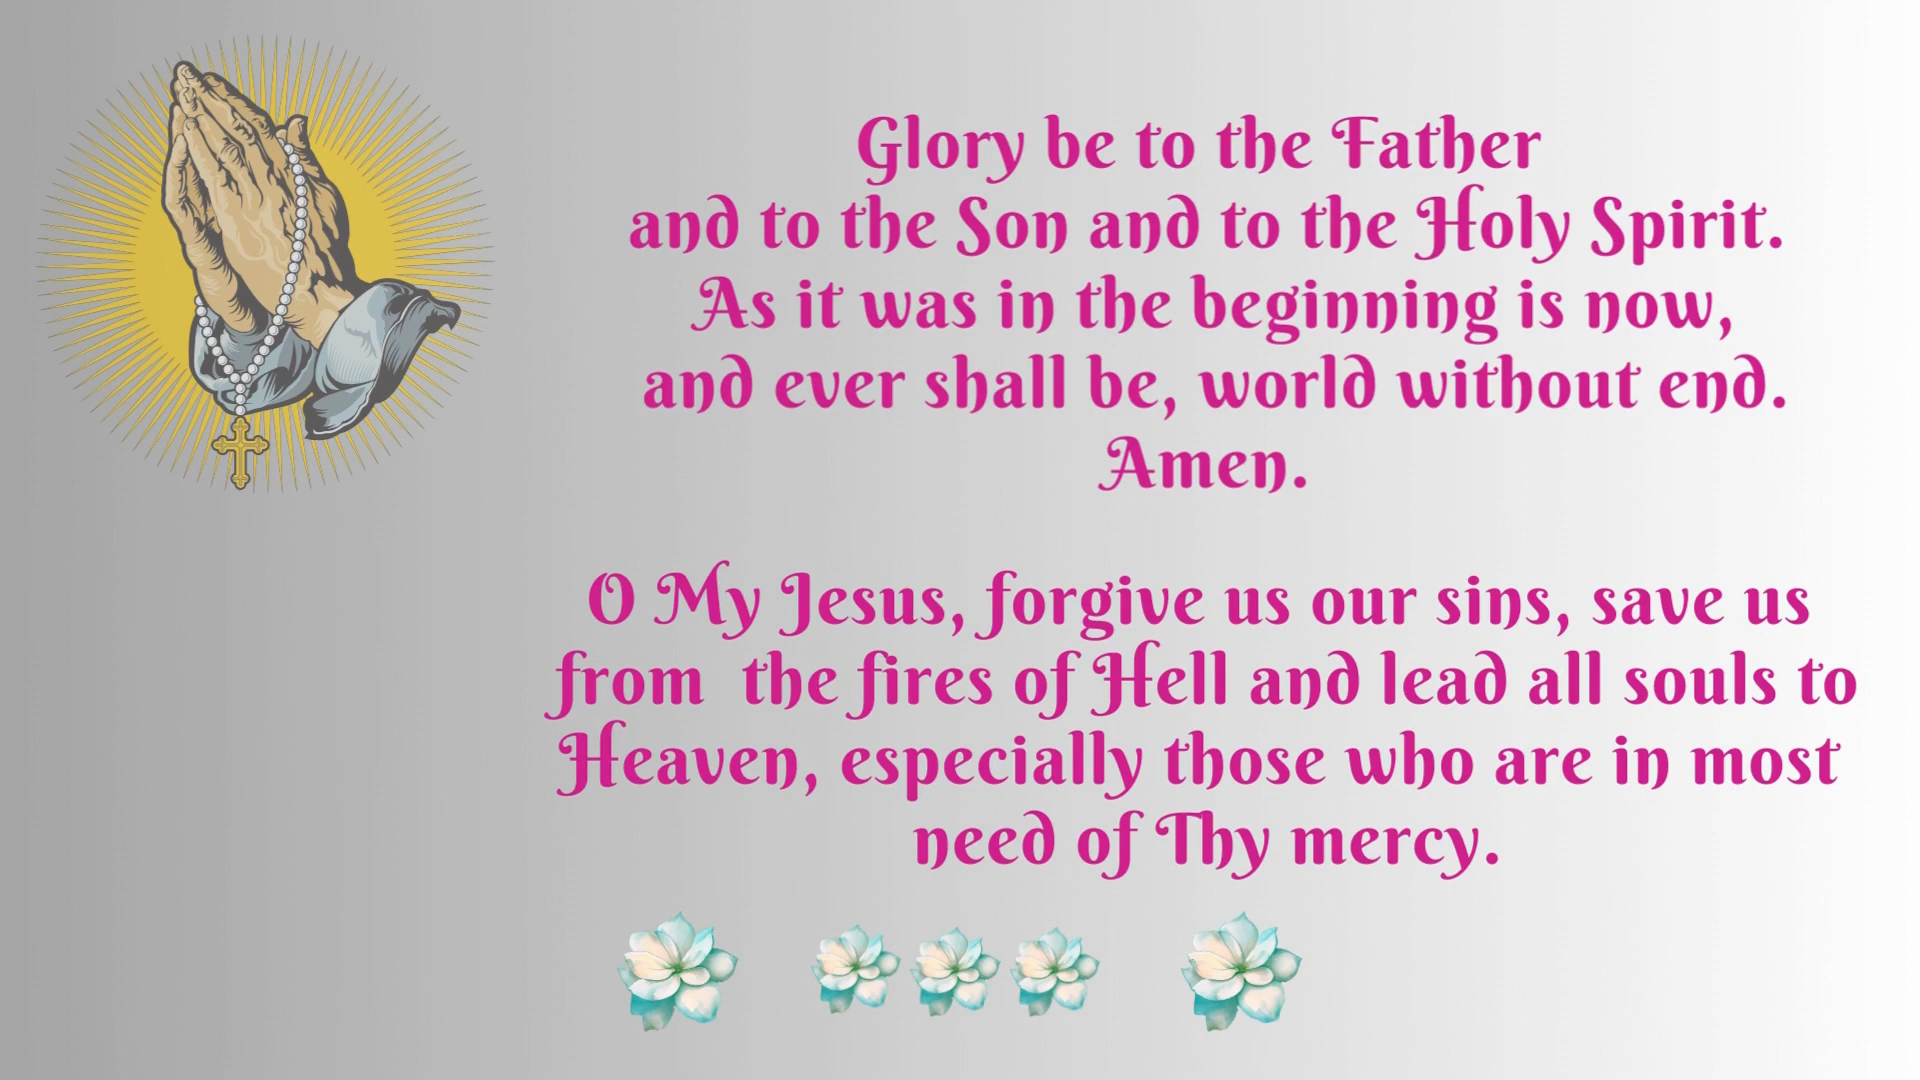 Glory be to the Father
and to the Son and to the Holy Spirit.
As it was in the beginning is now,
and ever shall be, world without end.
Amen.
O My Jesus, forgive us our sins, save us
from the fires of Hell and lead all souls to
Heaven, especially those who are in most
need of Thy mercy.